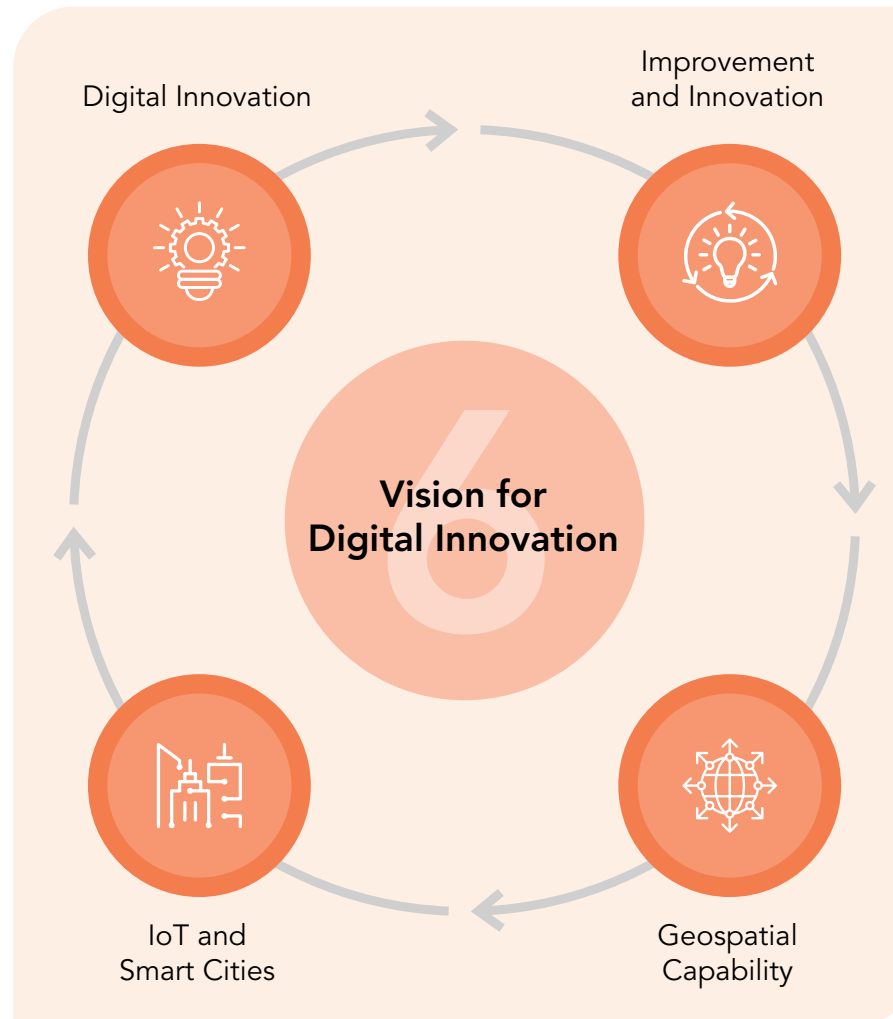 Digital Innovation
Improvement
and Innovation
6
Vision for
Digital Innovation
IoT and
Smart Cities
Geospatial
Capability